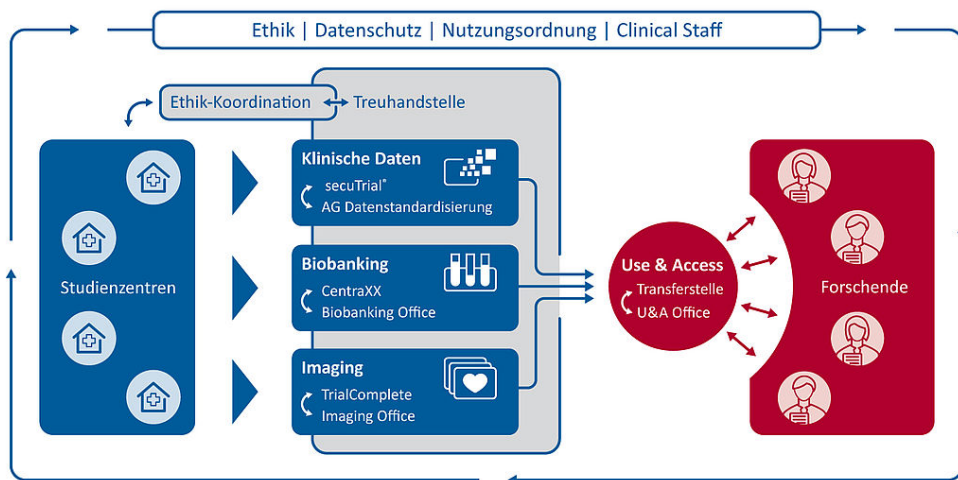 Ethik | Datenschutz | Nutzungsordnung | Clinical Staff
Ethik-Koordination
Treuhandstelle
Studienzentren
Klinische Daten
secuTrial®
AG Datenstandardisierung
Biobanking
CentraXX
Biobanking Office
Imaging
TrialComplete
Imaging Office
Use & Access
Transferstelle
U&A Office
Forschende